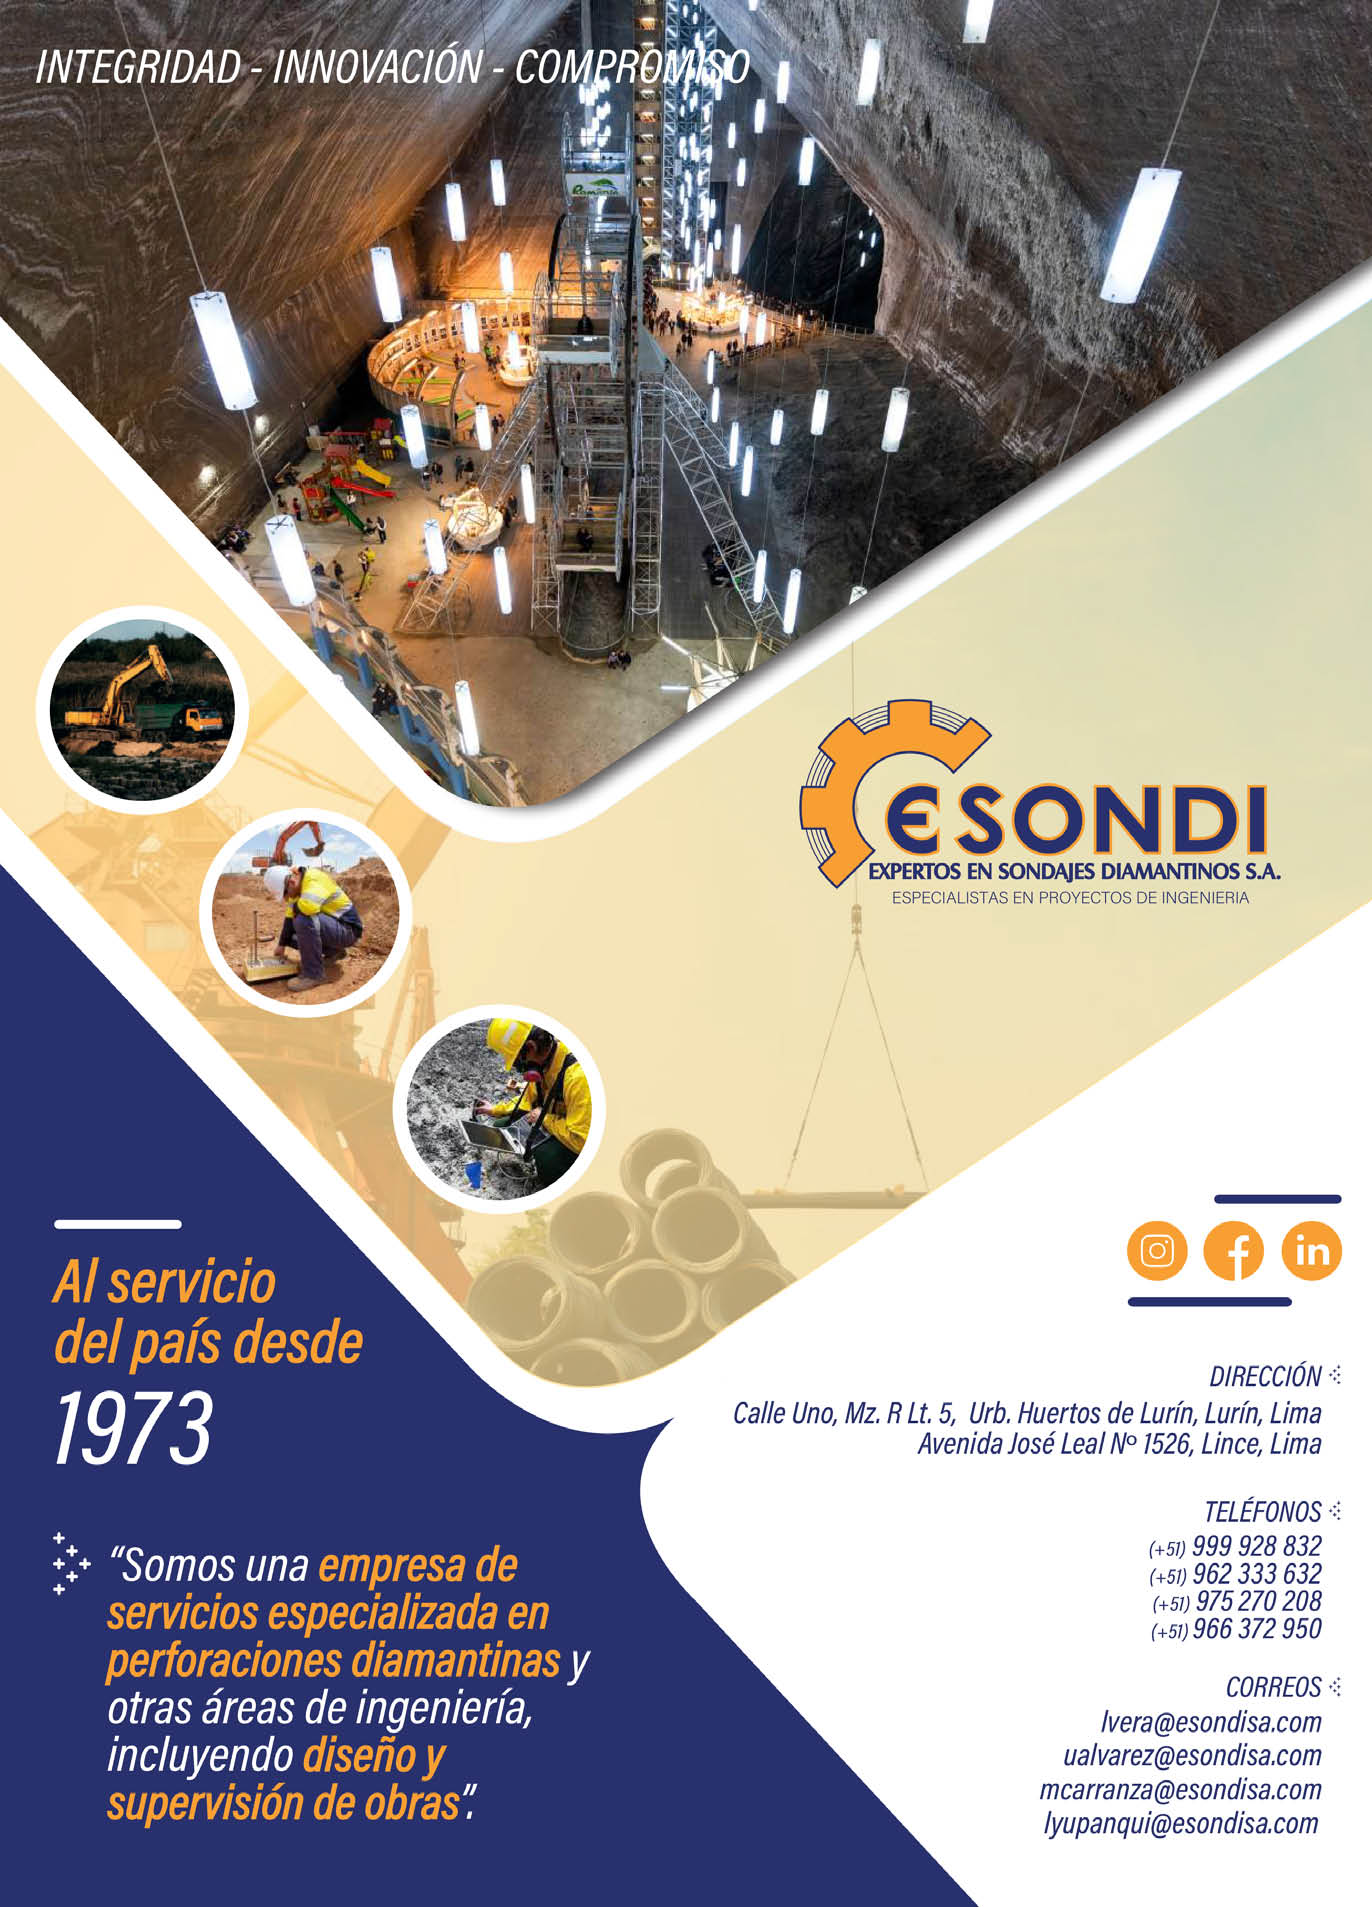 INTEGRIDAD - INNOVACIÓN - COMPROMISO
Romania
ESONDI
EXPERTOS EN SONDAJES DIAMANTINOS S.A.
ESPECIALISTAS EN PROYECTOS DE INGENIERIA
Al servicio
del país desde
1973
“Somos una empresa de
servicios especializada en
perforaciones diamantinas y
otras áreas de ingeniería,
incluyendo diseño y
supervisión de obras”.
in
DIRECCIÓN
Calle Uno, Mz. R Lt. 5, Urb. Huertos de Lurín, Lurín, Lima
Avenida José Leal Nº 1526, Lince, Lima
TELÉFONOS
(+51) 999 928 832
(+51) 962 333 632
(+51) 975 270 208
(+51) 966 372 950
CORREOS
lvera@esondisa.com
ualvarez@esondisa.com
mcarranza@esondisa.com
lyupanqui@esondisa.com